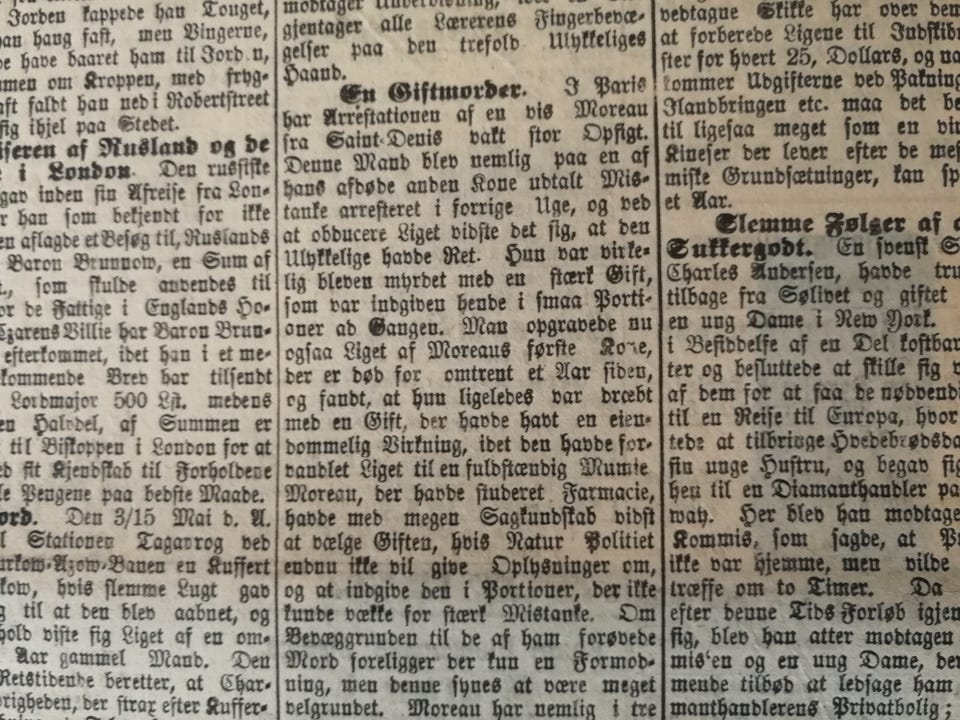 Jorden kappede han Touget,
han hang fast, men Vingerne,
de have baaret ham til Jord n,
men om Kroppen, med fryg-
aft faldt han ned i Robertstreet
sig ihjel paa Stedet.
iseren af Rusland og de
e i London. Den russiske
gav inden sin Afreise fra Lon-
er han som bekjendt for ikke
en aflagde et Besøg til, Ruslands
Baron Brunnow, en Sum af
t., som skulde anvendes til
or de Fattige i Englands Ho-
Czarens Villie har Baron Brun-
efterkommet, idet han i et me-
kommende Brev har tilsendt
Lordmajor 500 Lst. medens
en Halvdel, af Summen er
til Biskoppen i London for at
ed sit Kjendskab til Forholdene
le Pengene paa bedste Maade.
ord. Den 3/15 Mai d. A.
l Stationen Taganrog ved
urkow-Azow-Banen en Kuffert
kow, hvis slemme Lugt gav
g til at den blev aabnet, og
hold viste sig Liget af en om-
Aar gammel Mand. Den
Retstidende beretter, at Char-
vrigheden, der strax efter Kuffer-
modtager Undervisning, idet
gjentager alle Lærerens Fingerbevæ-
gelser paa den trefold Ulykkeliges
Haand.
En Giftmorder. I Paris
har Arrestationen af en vis Moreau
fra Saint-Denis vakt stor Opsigt.
Denne Mand blev nemlig paa en af
hans afdøde anden Kone udtalt Mis-
tanke arresteret i forrige Uge, og ved
at obducere Liget vidste det sig, at den
Ulykkelige havde Ret. Hun var virke-
lig bleven myrdet med en stærk Gift,
som var indgiven hende i smaa Porti-
oner ad Gangen. Man opgravede nu
ogsaa Liget af Moreaus første Kone,
der er død for omtrent et Aar siden,
og fandt, at hun ligeledes var dræbt
med en Gift, der havde havt en eien-
dommelig Virkning, idet den havde for-
vandlet Liget til en fuldstændig Mumie
Moreau, der havde studeret Farmacie,
havde med megen Sagkundskab vidst
at vælge Giften, hvis Natur Politiet
endnu ikke vil give Oplysninger om,
og at indgive den i Portioner, der ikke
kunde vække for stærk Mistanke. Om
Bevæggrunden til de af ham forøvede
Mord foreligger der kun en Formod-
ning, men denne synes at være meget
velgrundet. Moreau har nemlig i tre
vedtagne Skikke har over dem
at forberede Ligene til Indskib
ster for hvert 25, Dollars, og na
kommer Udgifterne ved Pakning
Ilandbringen etc. maa det be
til ligesaa meget som en vir
Kineser der lever efter de mes
miske Grundsætninger, kan sp
et Aar.
Slemme Følger af
Sukkergodt. En svensk S
Charles Andersen, havde tru
tilbage fra Sølivet og giftet
en ung Dame i New York.
i Besiddelse af en Del kostbar
ter og besluttede at skille sig v
af dem for at faa de nødvendi
til en Reise til Europa, hvor
tede at tilbringe Hvedebrødsda
sin unge Hustru, og begav sig
hen til en Diamanthandler pa
way. Her blev han modtage
Kommis, som sagde, at Pr
ikke var hjemme, men vilde
træffe om to Timer. Da
efter denne Tids Forløb igjen
sig, blev han atter modtagen
mis'en og en ung Dame, der
mende tilbød at ledsage ham
manthandlerens Privatbolig;